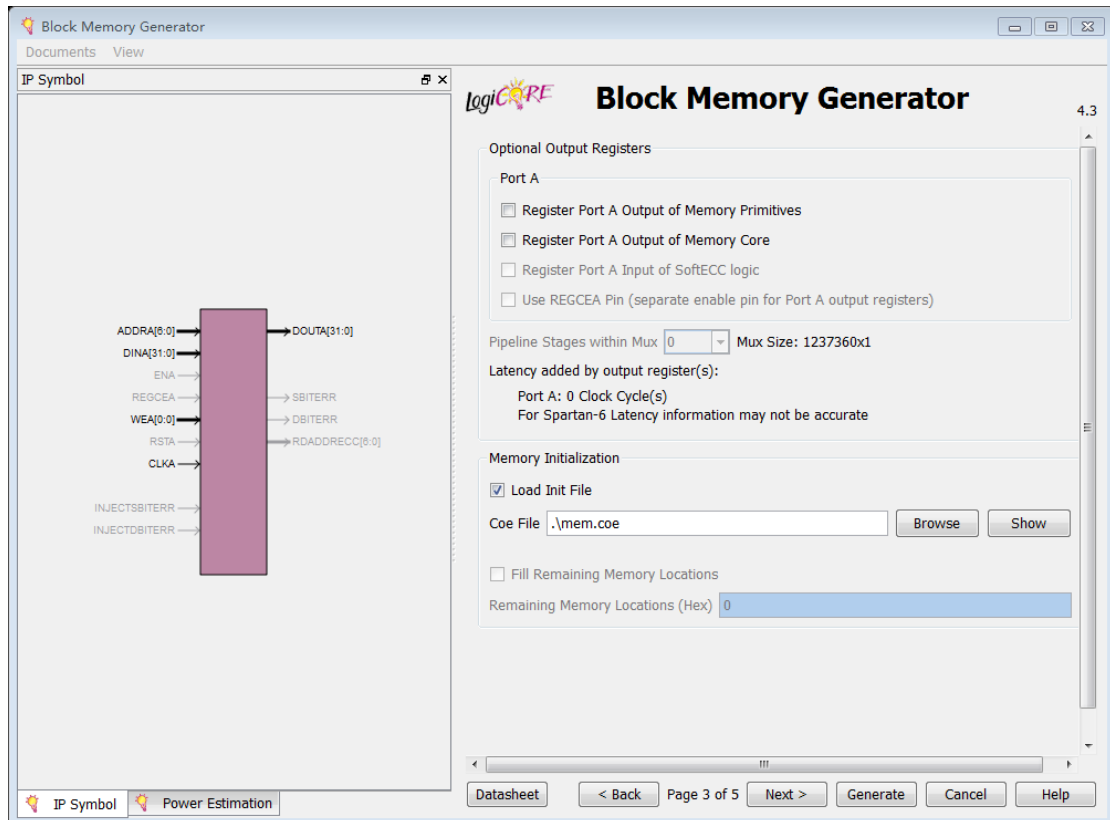 Block Memory Generator
Documents View
IP Symbol
ADDRA[6:0]
DINA[31:0]
ENA
REGCEA
WEA[0:0]
RSTA
CLKA
INJECTSBITERR
INJECTDBITERR
DOUTA[31:0]
SBITERR
DBITERR
RDADDRECC[6:0]
IP Symbol Power Estimation
LogiCORE Block Memory Generator 4.3
Optional Output Registers
Port A
Register Port A Output of Memory Primitives
Register Port A Output of Memory Core
Register Port A Input of SoftECC logic
Use REGCEA Pin (separate enable pin for Port A output registers)
Pipeline Stages within Mux 0 Mux Size: 1237360x1
Latency added by output register(s):
Port A: 0 Clock Cycle(s)
For Spartan-6 Latency information may not be accurate
Memory Initialization
Load Init File
Coe File .\mem.coe Browse Show
Fill Remaining Memory Locations
Remaining Memory Locations (Hex) 0
Datasheet < Back Page 3 of 5 Next > Generate Cancel Help